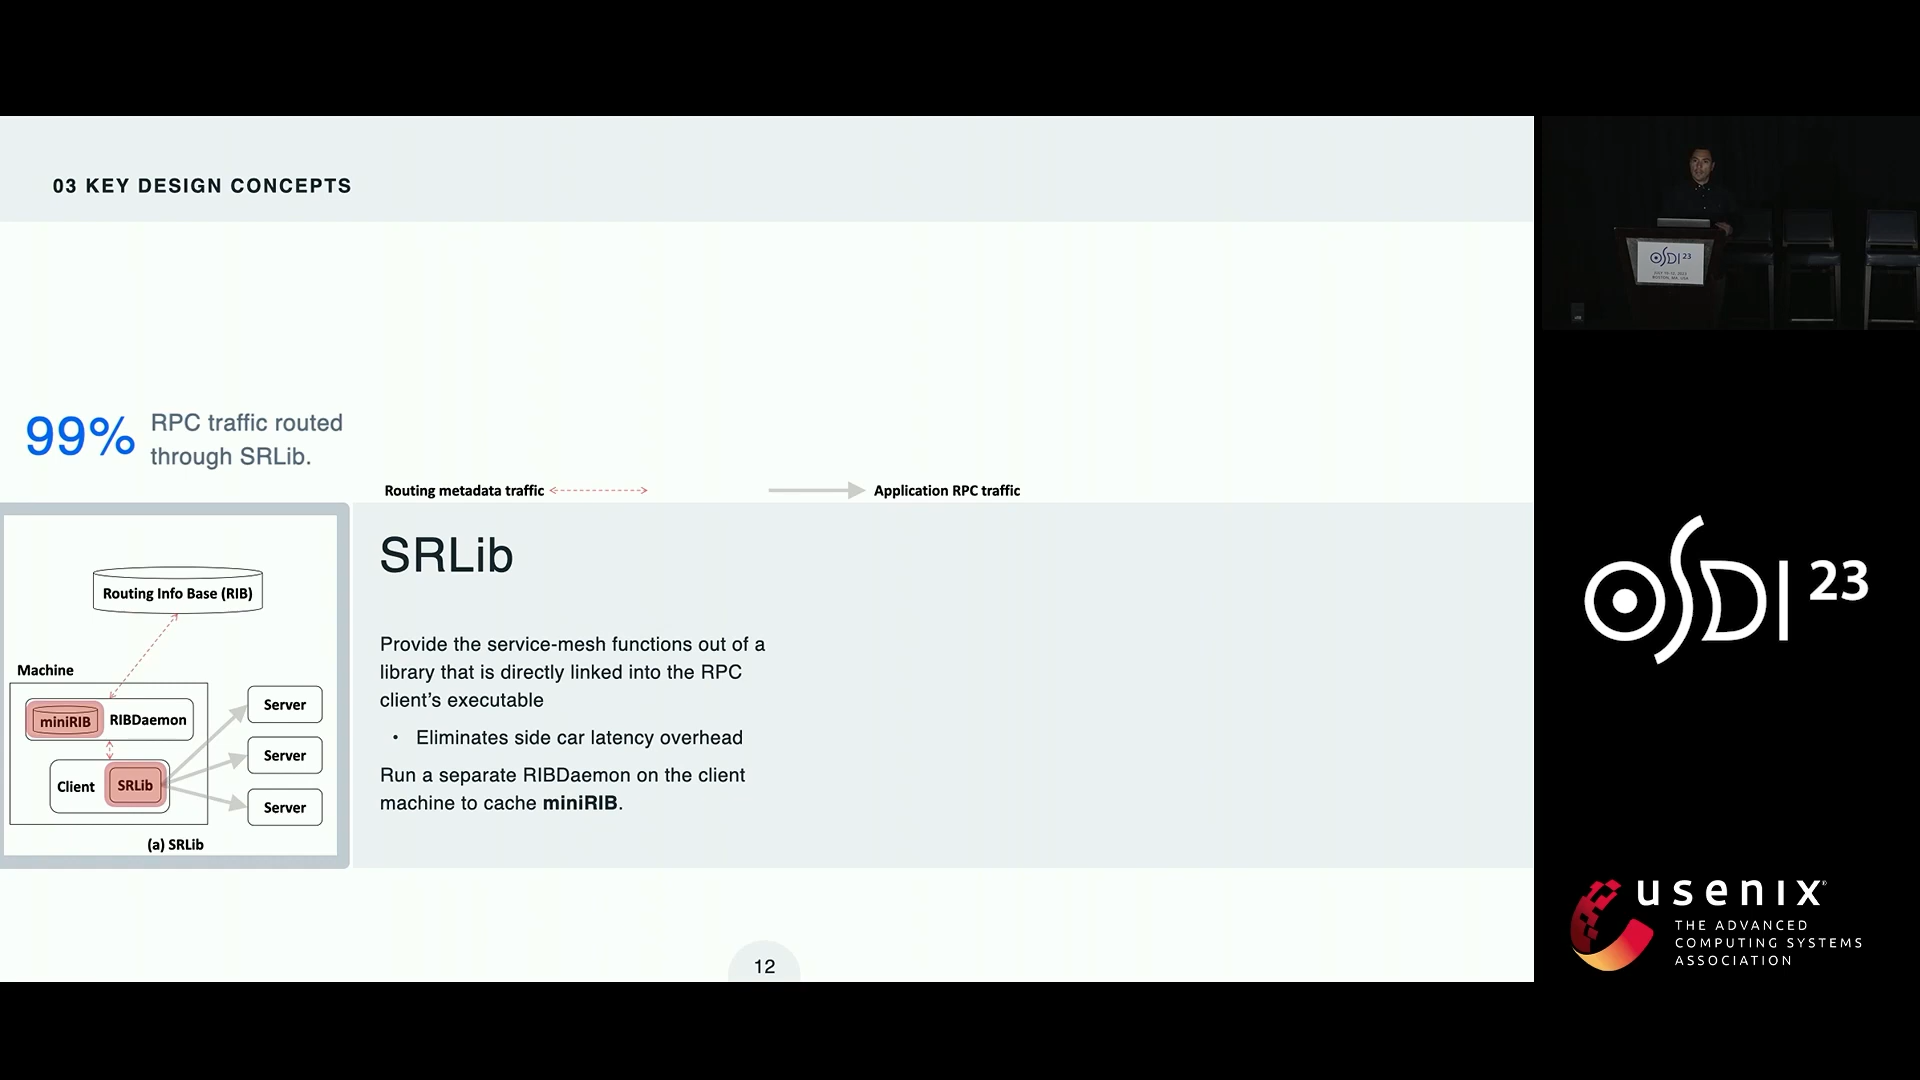 03 KEY DESIGN CONCEPTS
99%
RPC traffic routed
through SRLib.
Routing metadata traffic
Application RPC traffic
Routing Info Base (RIB)
Machine
miniRIB
RIBDaemon
Client
SRLib
Server
Server
Server
(a) SRLib
SRLib
Provide the service-mesh functions out of a
library that is directly linked into the RPC
client's executable
• Eliminates side car latency overhead
Run a separate RIBDaemon on the client
machine to cache miniRIB.
12
OSDI 23
OSDI 23
usenix
THE ADVANCED
COMPUTING SYSTEMS
ASSOCIATION